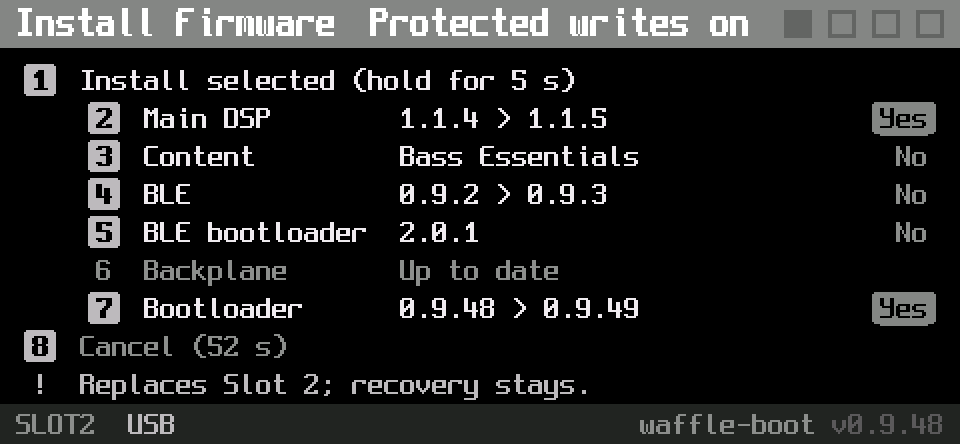 Install Firmware Protected writes on
1 Install selected (hold for 5 s)
2 Main DSP 1.1.4 > 1.1.5 Yes
3 Content Bass Essentials No
4 BLE 0.9.2 > 0.9.3 No
5 BLE bootloader 2.0.1 No
6 Backplane Up to date
7 Bootloader 0.9.48 > 0.9.49 Yes
8 Cancel (52 s)
! Replaces Slot 2; recovery stays.
SLOT2 USB waffle-boot v0.9.48